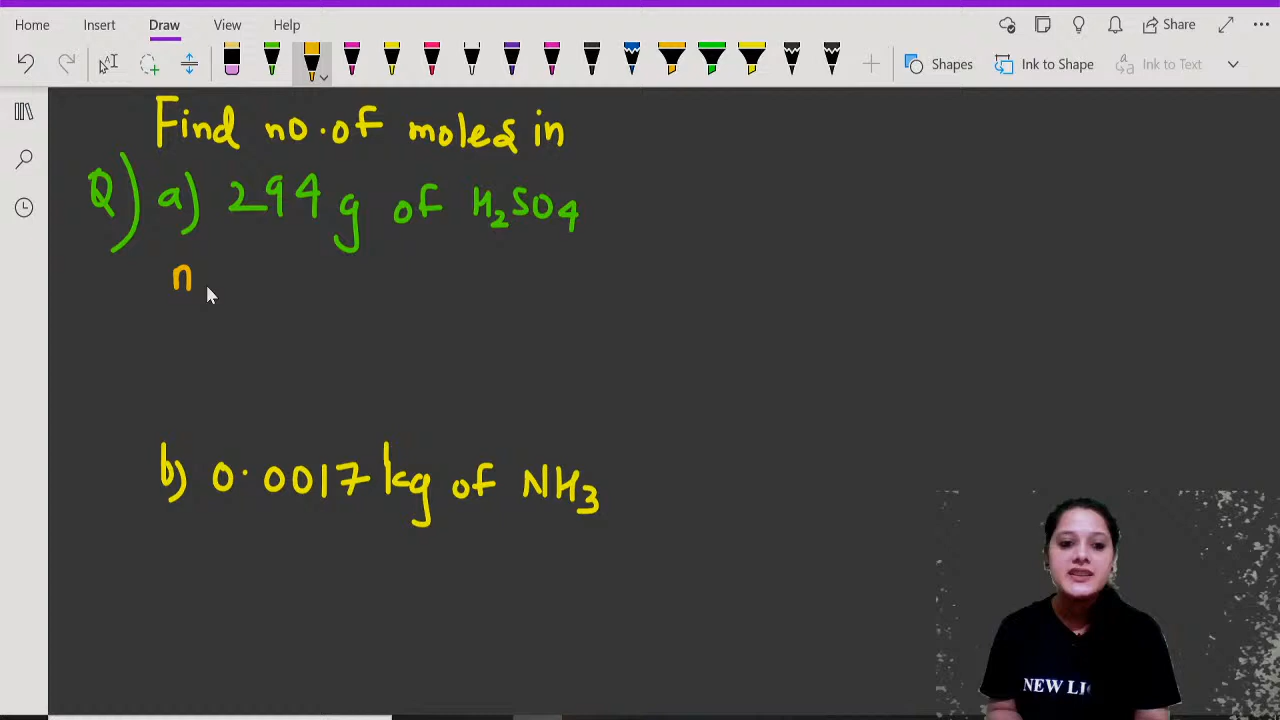 Home Insert Draw View Help Share
Shapes Ink to Shape Ink to Text
Find no. of moles in
Q) a) 294 g of H₂SO₄
n
b) 0.0017 kg of NH₃
NEW LI